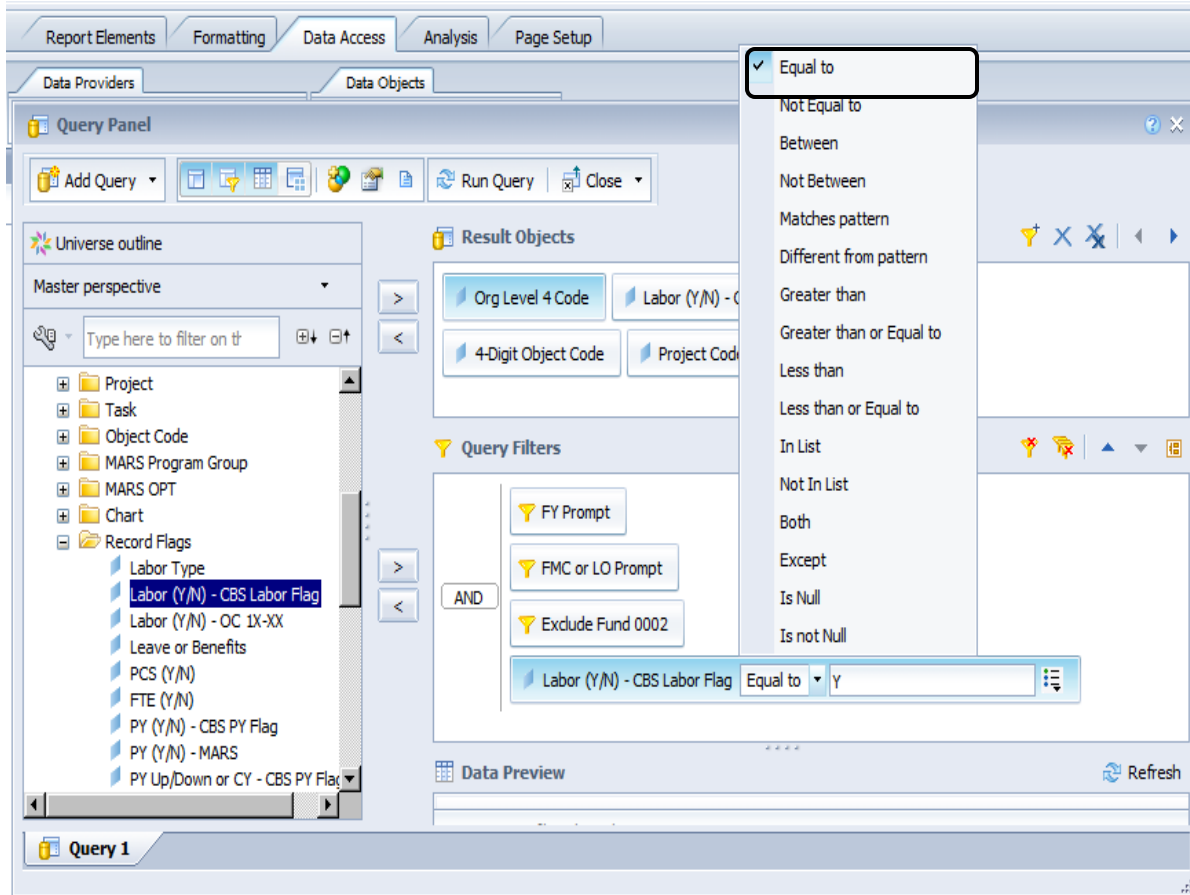 Report Elements
Formatting
Data Access
Analysis
Page Setup
Data Providers
Data Objects
Query Panel
Add Query
Run Query
Close
Universe outline
Master perspective
Type here to filter on th
Project
Task
Object Code
MARS Program Group
MARS OPT
Chart
Record Flags
Labor Type
Labor (Y/N) - CBS Labor Flag
Labor (Y/N) - OC 1X-XX
Leave or Benefits
PCS (Y/N)
FTE (Y/N)
PY (Y/N) - CBS PY Flag
PY (Y/N) - MARS
PY Up/Down or CY - CBS PY Flag
Result Objects
Org Level 4 Code
Labor (Y/N) - C
4-Digit Object Code
Project Code
Query Filters
AND
FY Prompt
FMC or LO Prompt
Exclude Fund 0002
Labor (Y/N) - CBS Labor Flag Equal to Y
Equal to
Not Equal to
Between
Not Between
Matches pattern
Different from pattern
Greater than
Greater than or Equal to
Less than
Less than or Equal to
In List
Not In List
Both
Except
Is Null
Is not Null
Data Preview
Refresh
Query 1